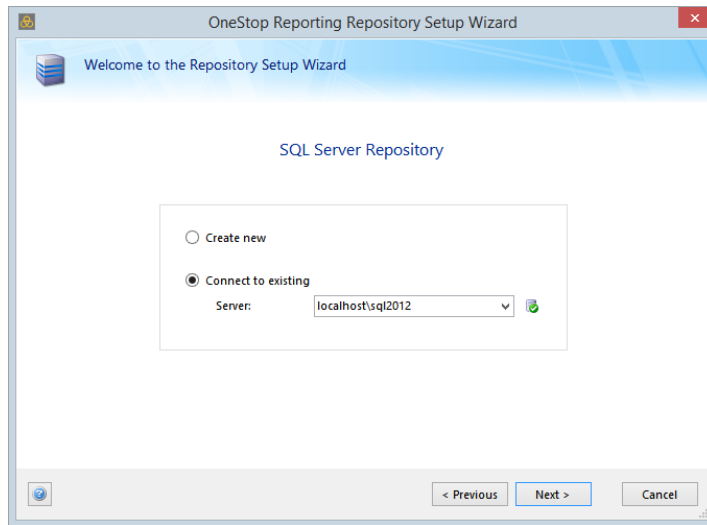 OneStop Reporting Repository Setup Wizard
Welcome to the Repository Setup Wizard
SQL Server Repository
Create new
Connect to existing
Server: localhost\sql2012
< Previous Next > Cancel